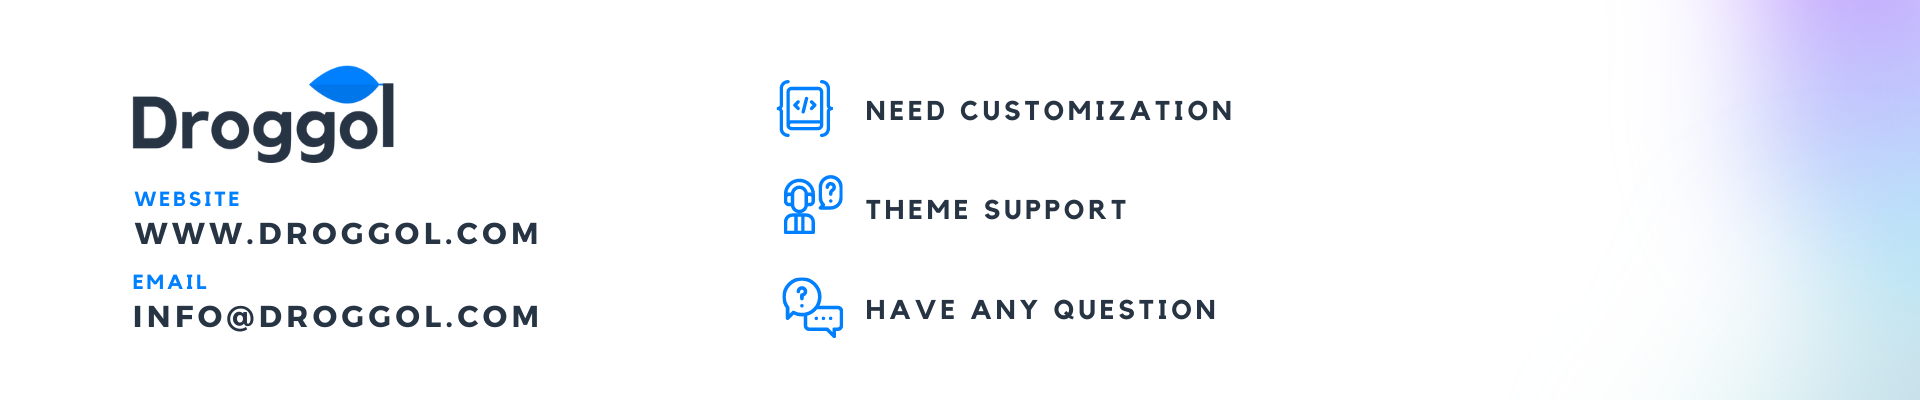 Droggol
WEBSITE
WWW.DROGGOL.COM
EMAIL
INFO@DROGGOL.COM
NEED CUSTOMIZATION
THEME SUPPORT
HAVE ANY QUESTION